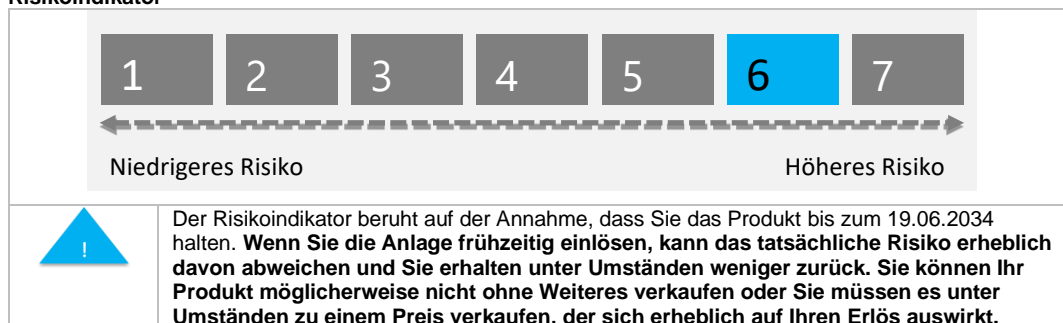 Risikoindikator
1 2 3 4 5 6 7
Niedrigeres Risiko Höheres Risiko
!
Der Risikoindikator beruht auf der Annahme, dass Sie das Produkt bis zum 19.06.2034
halten. Wenn Sie die Anlage frühzeitig einlösen, kann das tatsächliche Risiko erheblich
davon abweichen und Sie erhalten unter Umständen weniger zurück. Sie können Ihr
Produkt möglicherweise nicht ohne Weiteres verkaufen oder Sie müssen es unter
Umständen zu einem Preis verkaufen, der sich erheblich auf Ihren Erlös auswirkt.